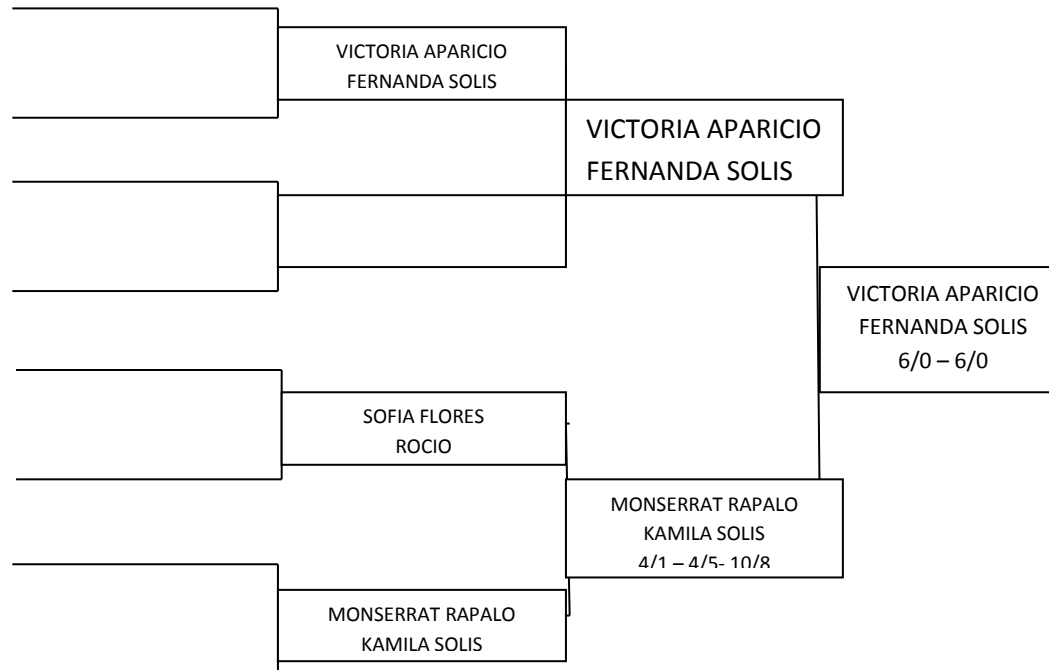 VICTORIA APARICIO
FERNANDA SOLIS
VICTORIA APARICIO
FERNANDA SOLIS
VICTORIA APARICIO
FERNANDA SOLIS
6/0 – 6/0
SOFIA FLORES
ROCIO
MONSERRAT RAPALO
KAMILA SOLIS
4/1 – 4/5- 10/8
MONSERRAT RAPALO
KAMILA SOLIS